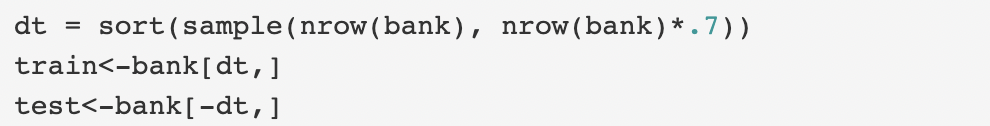 dt = sort(sample(nrow(bank), nrow(bank)*.7))
train<-bank[dt,]
test<-bank[-dt,]